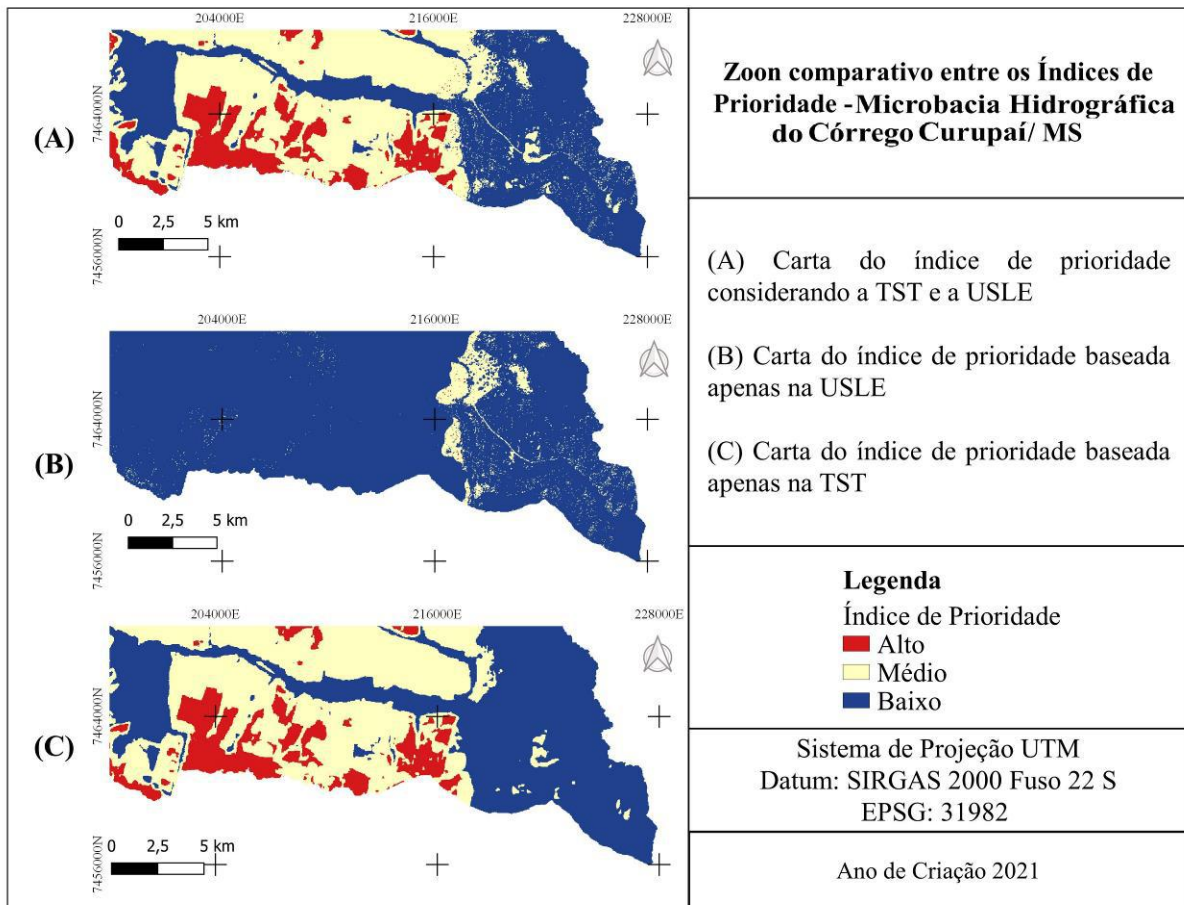 204000E 216000E 228000E
7464000N
(A)
0 2,5 5 km
7456000N
204000E 216000E 228000E
7464000N
(B)
0 2,5 5 km
7456000N
204000E 216000E 228000E
7464000N
(C)
0 2,5 5 km
7456000N
Zoon comparativo entre os Índices de
Prioridade -Microbacia Hidrográfica
do Córrego Curupaí/ MS
(A) Carta do índice de prioridade
considerando a TST e a USLE
(B) Carta do índice de prioridade baseada
apenas na USLE
(C) Carta do índice de prioridade baseada
apenas na TST
Legenda
Índice de Prioridade
Alto
Médio
Baixo
Sistema de Projeção UTM
Datum: SIRGAS 2000 Fuso 22 S
EPSG: 31982
Ano de Criação 2021